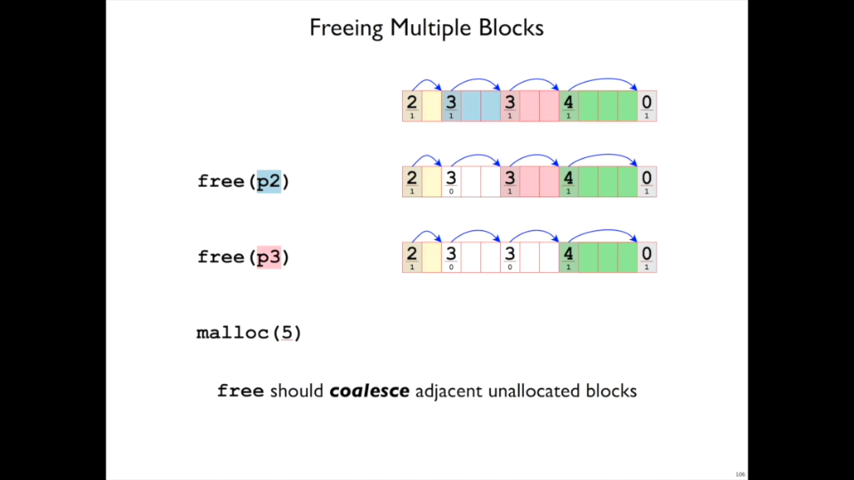 Freeing Multiple Blocks
2 3 3 4 0
1 1 1 1 1
free(p2) 2 3 3 4 0
1 0 1 1 1
free(p3) 2 3 3 4 0
1 0 0 1 1
malloc(5)
free should coalesce adjacent unallocated blocks
106